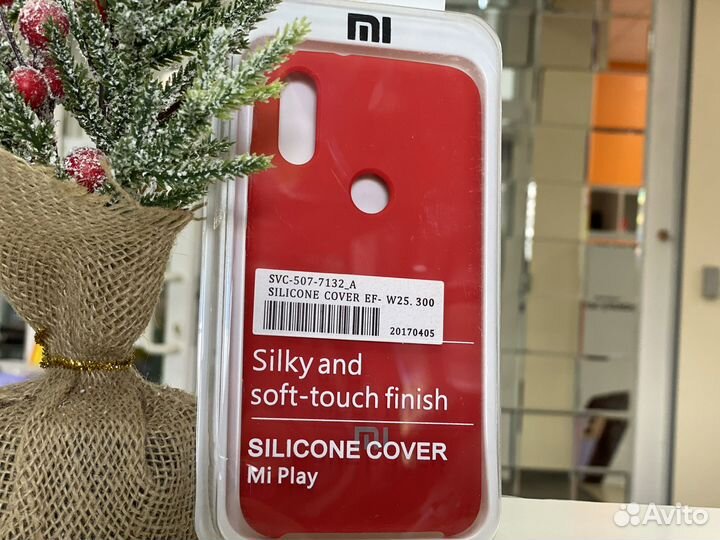 mi
SVC-507-7132_A
SILICONE COVER EF- W25. 300
20170405
Silky and
soft-touch finish
mi
SILICONE COVER
Mi Play
Avito